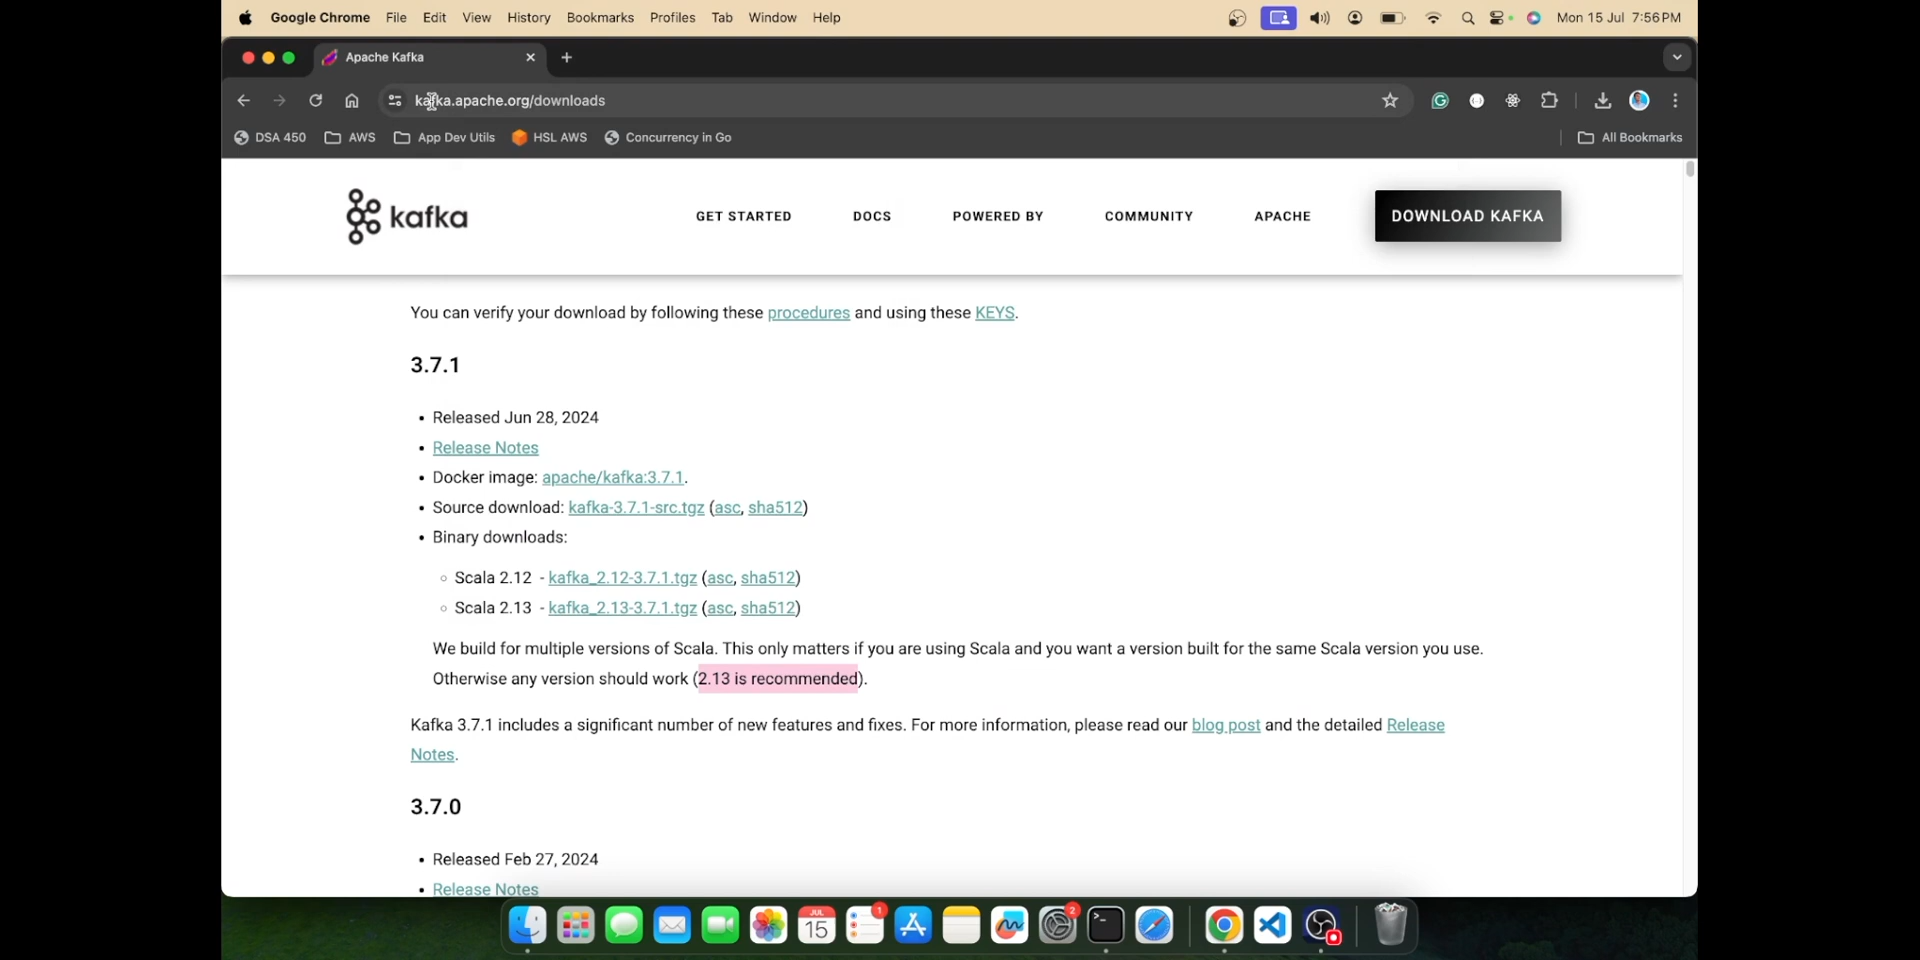 Google Chrome File Edit View History Bookmarks Profiles Tab Window Help Mon 15 Jul 7:56 PM
Apache Kafka
kafka.apache.org/downloads
DSA 450 AWS App Dev Utils HSL AWS Concurrency in Go All Bookmarks
kafka GET STARTED DOCS POWERED BY COMMUNITY APACHE DOWNLOAD KAFKA
You can verify your download by following these procedures and using these KEYS.
3.7.1
• Released Jun 28, 2024
• Release Notes
• Docker image: apache/kafka:3.7.1.
• Source download: kafka-3.7.1-src.tgz (asc, sha512)
• Binary downloads:
◦ Scala 2.12 - kafka_2.12-3.7.1.tgz (asc, sha512)
◦ Scala 2.13 - kafka_2.13-3.7.1.tgz (asc, sha512)
We build for multiple versions of Scala. This only matters if you are using Scala and you want a version built for the same Scala version you use.
Otherwise any version should work (2.13 is recommended).
Kafka 3.7.1 includes a significant number of new features and fixes. For more information, please read our blog post and the detailed Release
Notes.
3.7.0
• Released Feb 27, 2024
• Release Notes
JUL
15
1
2